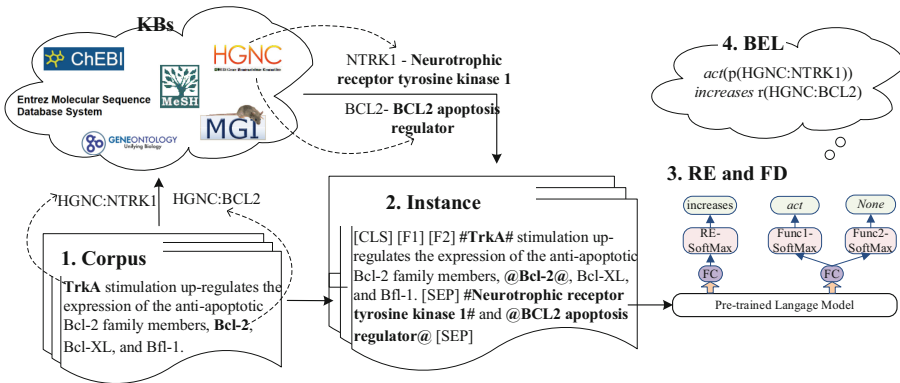 KBs
ChEBI
HGNC
MeSH
Entrez Molecular Sequence
Database System
MGI
GENEONTOLOGY
Unifying Biology
NTRK1 - Neurotrophic
receptor tyrosine kinase 1
BCL2- BCL2 apoptosis
regulator
4. BEL
act(p(HGNC:NTRK1))
increases r(HGNC:BCL2)
HGNC:NTRK1
HGNC:BCL2
1. Corpus
TrkA stimulation up-regulates the
expression of the anti-apoptotic
Bcl-2 family members, Bcl-2,
Bcl-XL, and Bfl-1.
2. Instance
[CLS] [F1] [F2] #TrkA# stimulation up-
regulates the expression of the anti-apoptotic
Bcl-2 family members, @Bcl-2@, Bcl-XL,
and Bfl-1. [SEP] #Neurotrophic receptor
tyrosine kinase 1# and @BCL2 apoptosis
regulator@ [SEP]
3. RE and FD
increases
act
None
RE-
SoftMax
Func1-
SoftMax
Func2-
SoftMax
FC
FC
Pre-trained Langage Model